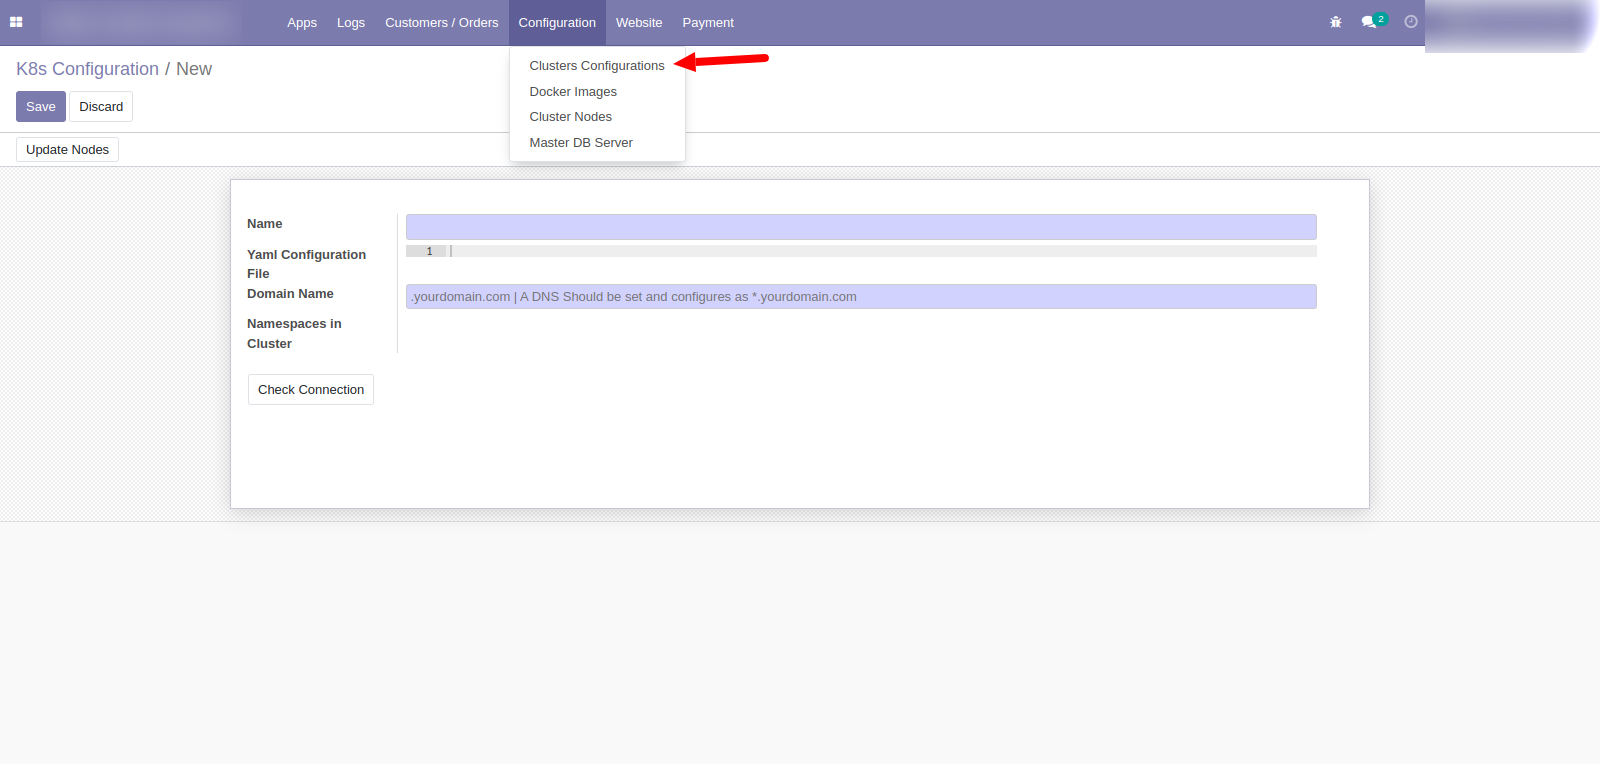 Apps Logs Customers / Orders Configuration Website Payment 2
K8s Configuration / New
Clusters Configurations
Docker Images
Cluster Nodes
Master DB Server
Save Discard
Update Nodes
Name
Yaml Configuration
File
1
Domain Name
.yourdomain.com | A DNS Should be set and configures as *.yourdomain.com
Namespaces in
Cluster
Check Connection